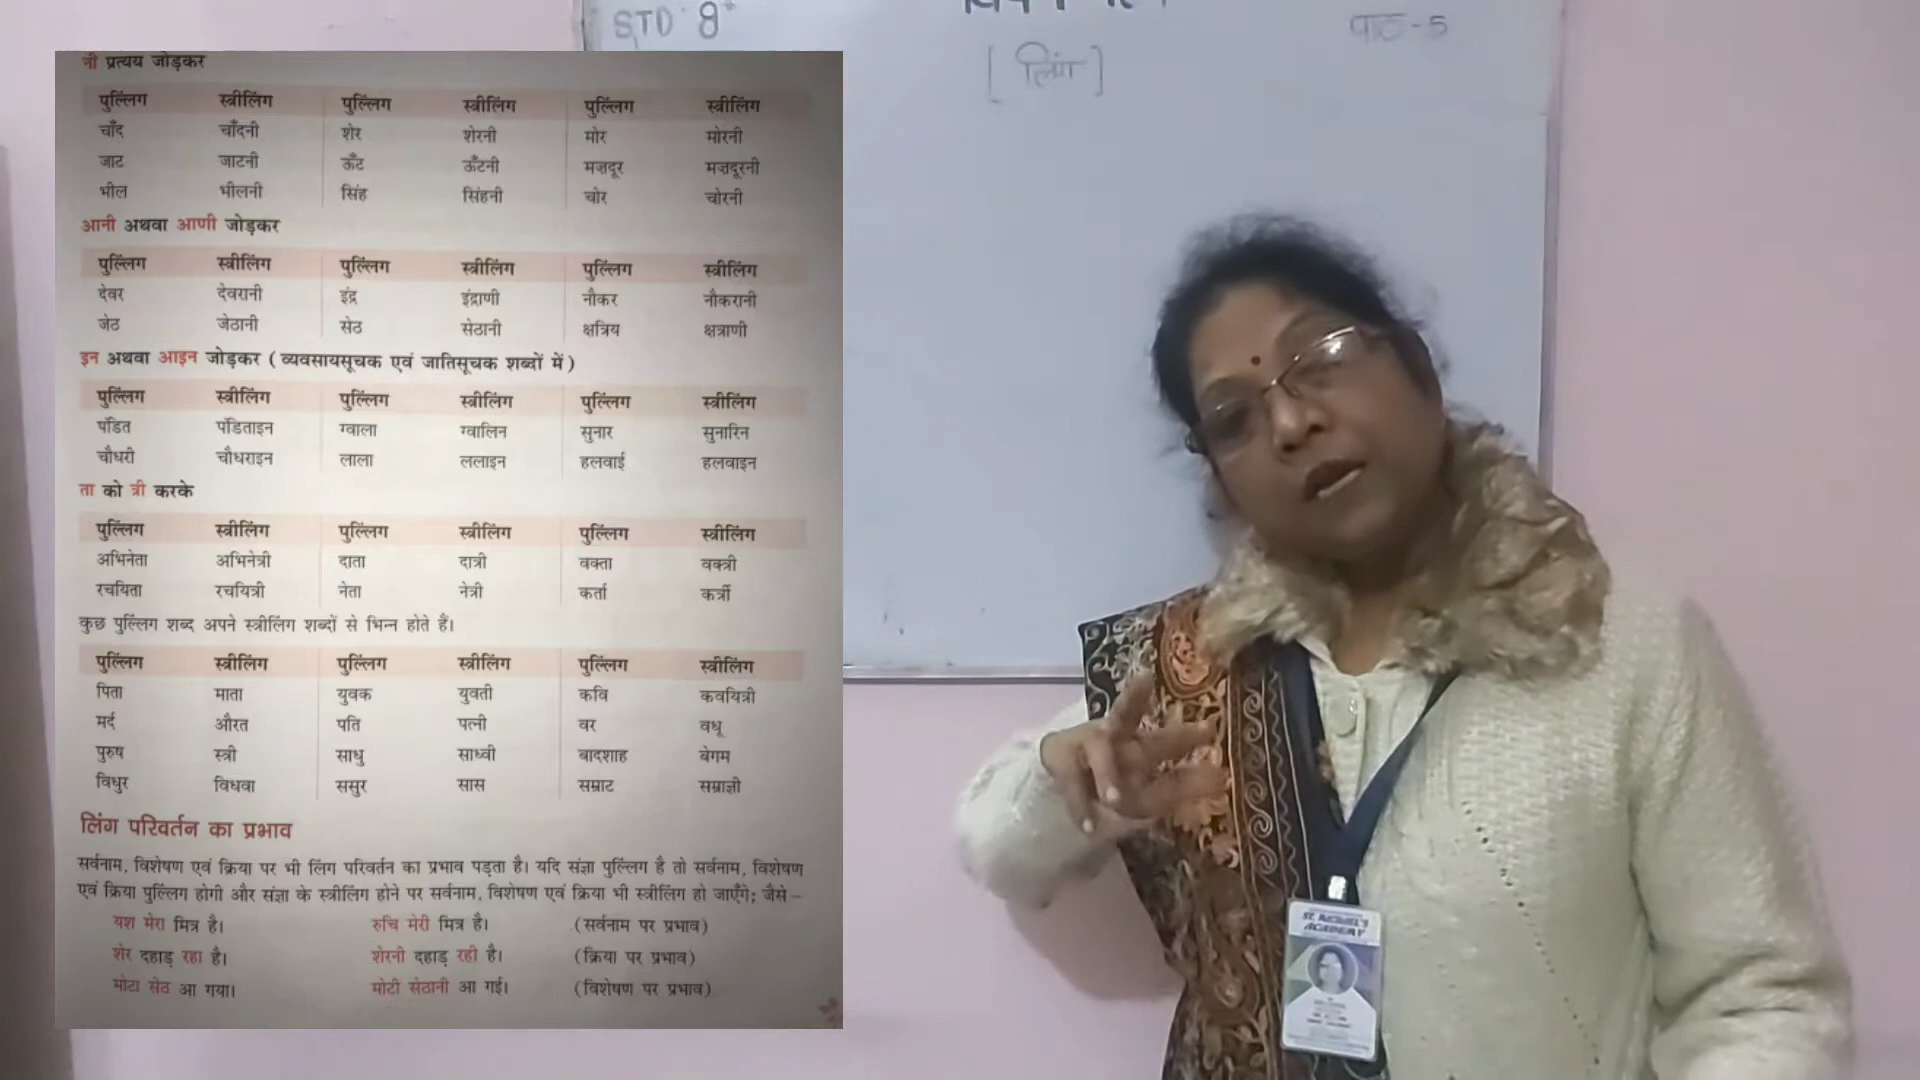 STD 8
पाठ-5
[ लिंग ]
नी प्रत्यय जोड़कर
पुल्लिंग स्त्रीलिंग पुल्लिंग स्त्रीलिंग पुल्लिंग स्त्रीलिंग
चाँद चाँदनी शेर शेरनी मोर मोरनी
जाट जाटनी ऊँट ऊँटनी मज़दूर मज़दूरनी
भील भीलनी सिंह सिंहनी चोर चोरनी
आनी अथवा आणी जोड़कर
पुल्लिंग स्त्रीलिंग पुल्लिंग स्त्रीलिंग पुल्लिंग स्त्रीलिंग
देवर देवरानी इंद्र इंद्राणी नौकर नौकरानी
जेठ जेठानी सेठ सेठानी क्षत्रिय क्षत्राणी
इन अथवा आइन जोड़कर (व्यवसायसूचक एवं जातिसूचक शब्दों में)
पुल्लिंग स्त्रीलिंग पुल्लिंग स्त्रीलिंग पुल्लिंग स्त्रीलिंग
पंडित पंडिताइन ग्वाला ग्वालिन सुनार सुनारिन
चौधरी चौधराइन लाला ललाइन हलवाई हलवाइन
ता को त्री करके
पुल्लिंग स्त्रीलिंग पुल्लिंग स्त्रीलिंग पुल्लिंग स्त्रीलिंग
अभिनेता अभिनेत्री दाता दात्री वक्ता वक्त्री
रचयिता रचयित्री नेता नेत्री कर्ता कर्त्री
कुछ पुल्लिंग शब्द अपने स्त्रीलिंग शब्दों से भिन्न होते हैं।
पुल्लिंग स्त्रीलिंग पुल्लिंग स्त्रीलिंग पुल्लिंग स्त्रीलिंग
पिता माता युवक युवती कवि कवयित्री
मर्द औरत पति पत्नी वर वधू
पुरुष स्त्री साधु साध्वी बादशाह बेगम
विधुर विधवा ससुर सास सम्राट सम्राज्ञी
लिंग परिवर्तन का प्रभाव
सर्वनाम, विशेषण एवं क्रिया पर भी लिंग परिवर्तन का प्रभाव पड़ता है। यदि संज्ञा पुल्लिंग है तो सर्वनाम, विशेषण
एवं क्रिया पुल्लिंग होगी और संज्ञा के स्त्रीलिंग होने पर सर्वनाम, विशेषण एवं क्रिया भी स्त्रीलिंग हो जाएँगे; जैसे–
यश मेरा मित्र है। रुचि मेरी मित्र है। (सर्वनाम पर प्रभाव)
शेर दहाड़ रहा है। शेरनी दहाड़ रही है। (क्रिया पर प्रभाव)
मोटा सेठ आ गया। मोटी सेठानी आ गई। (विशेषण पर प्रभाव)
ST. MICHAEL'S
ACADEMY